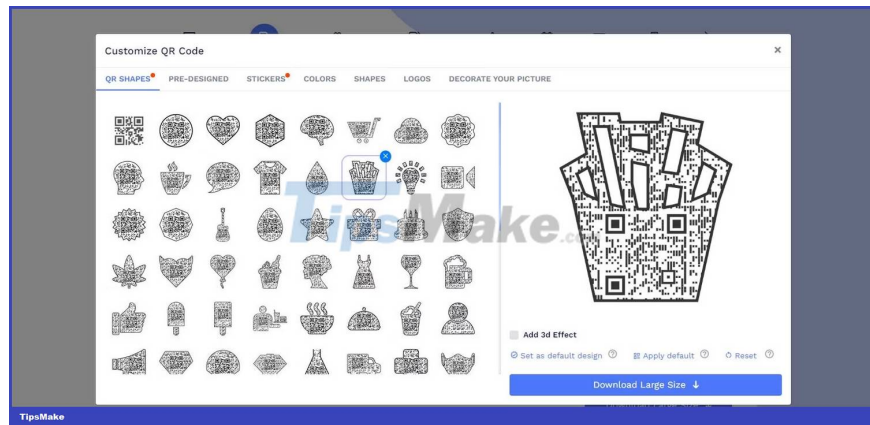 Customize QR Code
×
QR SHAPES PRE-DESIGNED STICKERS COLORS SHAPES LOGOS DECORATE YOUR PICTURE
TipsMake.com
Add 3d Effect
Set as default design ? Apply default ? Reset ?
Download Large Size ↓
TipsMake